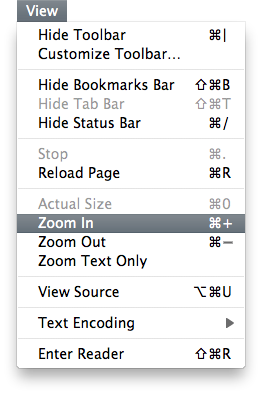 View
Hide Toolbar ⌘|
Customize Toolbar...
Hide Bookmarks Bar ⇧⌘B
Hide Tab Bar ⇧⌘T
Hide Status Bar ⌘/
Stop ⌘.
Reload Page ⌘R
Actual Size ⌘0
Zoom In ⌘+
Zoom Out ⌘−
Zoom Text Only
View Source ⌥⌘U
Text Encoding ▶
Enter Reader ⇧⌘R